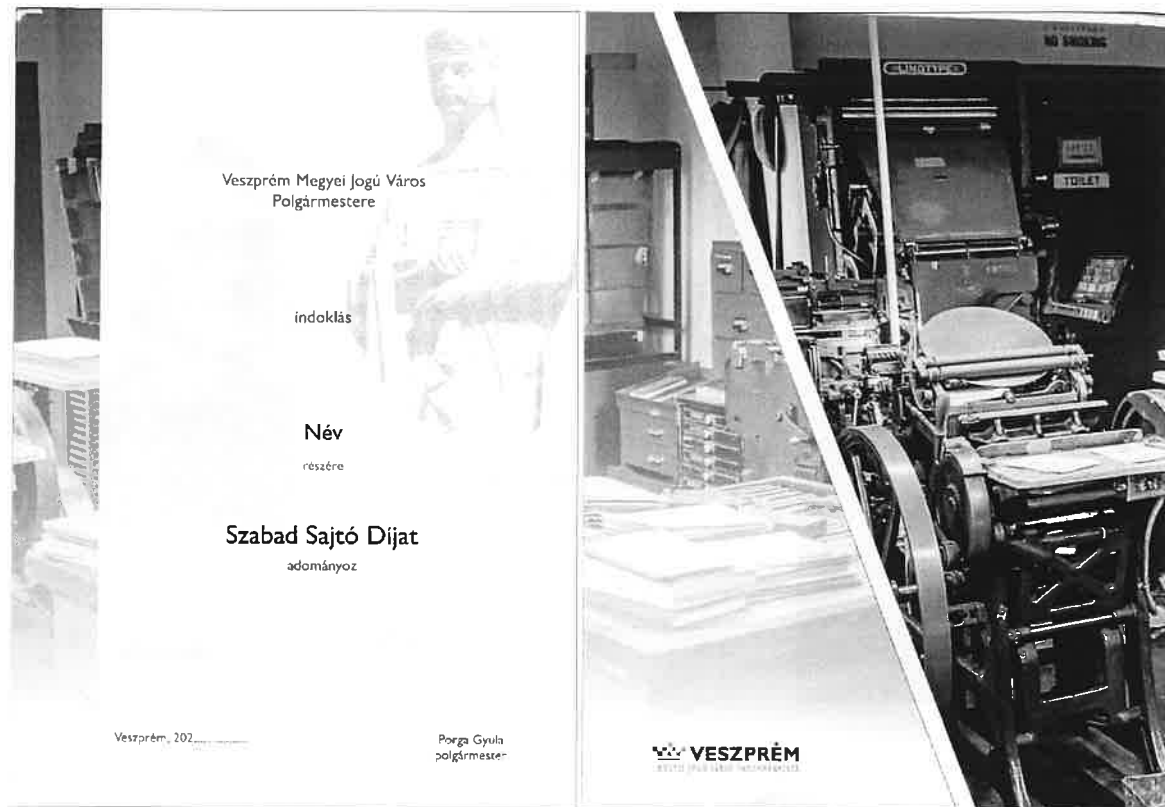 Veszprém Megyei Jogú Város
Polgármestere
indoklás
Név
részére
Szabad Sajtó Díjat
adományoz
Veszprém, 202
Porga Gyula
polgármester
VESZPRÉM
NO SMOKING
LINOTYPE
TOILET